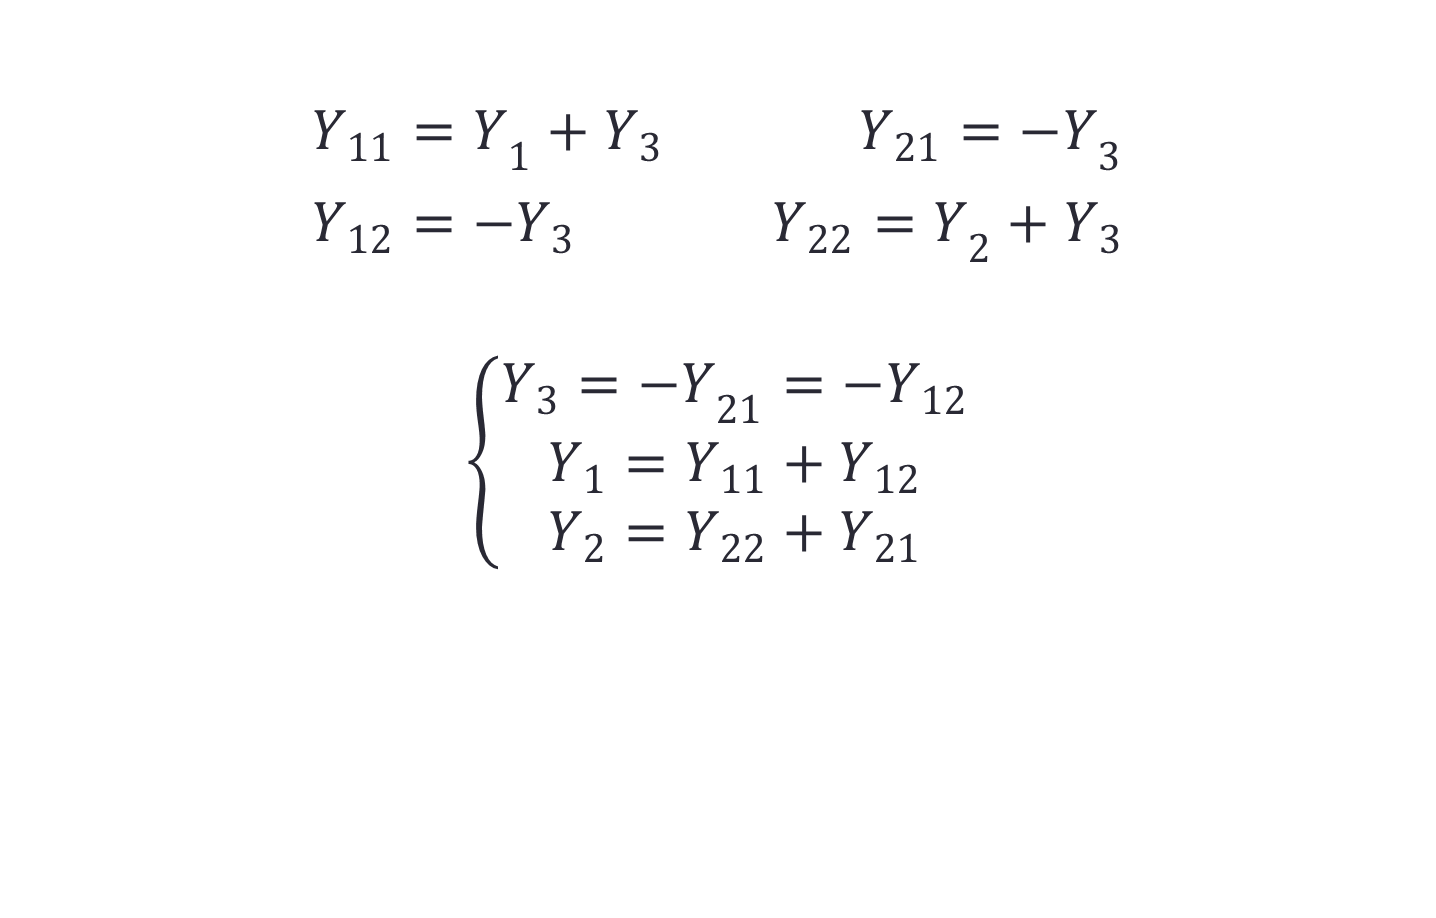 Y₁₁ = Y₁ + Y₃ Y₂₁ = −Y₃
Y₁₂ = −Y₃ Y₂₂ = Y₂ + Y₃
{ Y₃ = −Y₂₁ = −Y₁₂
Y₁ = Y₁₁ + Y₁₂
Y₂ = Y₂₂ + Y₂₁